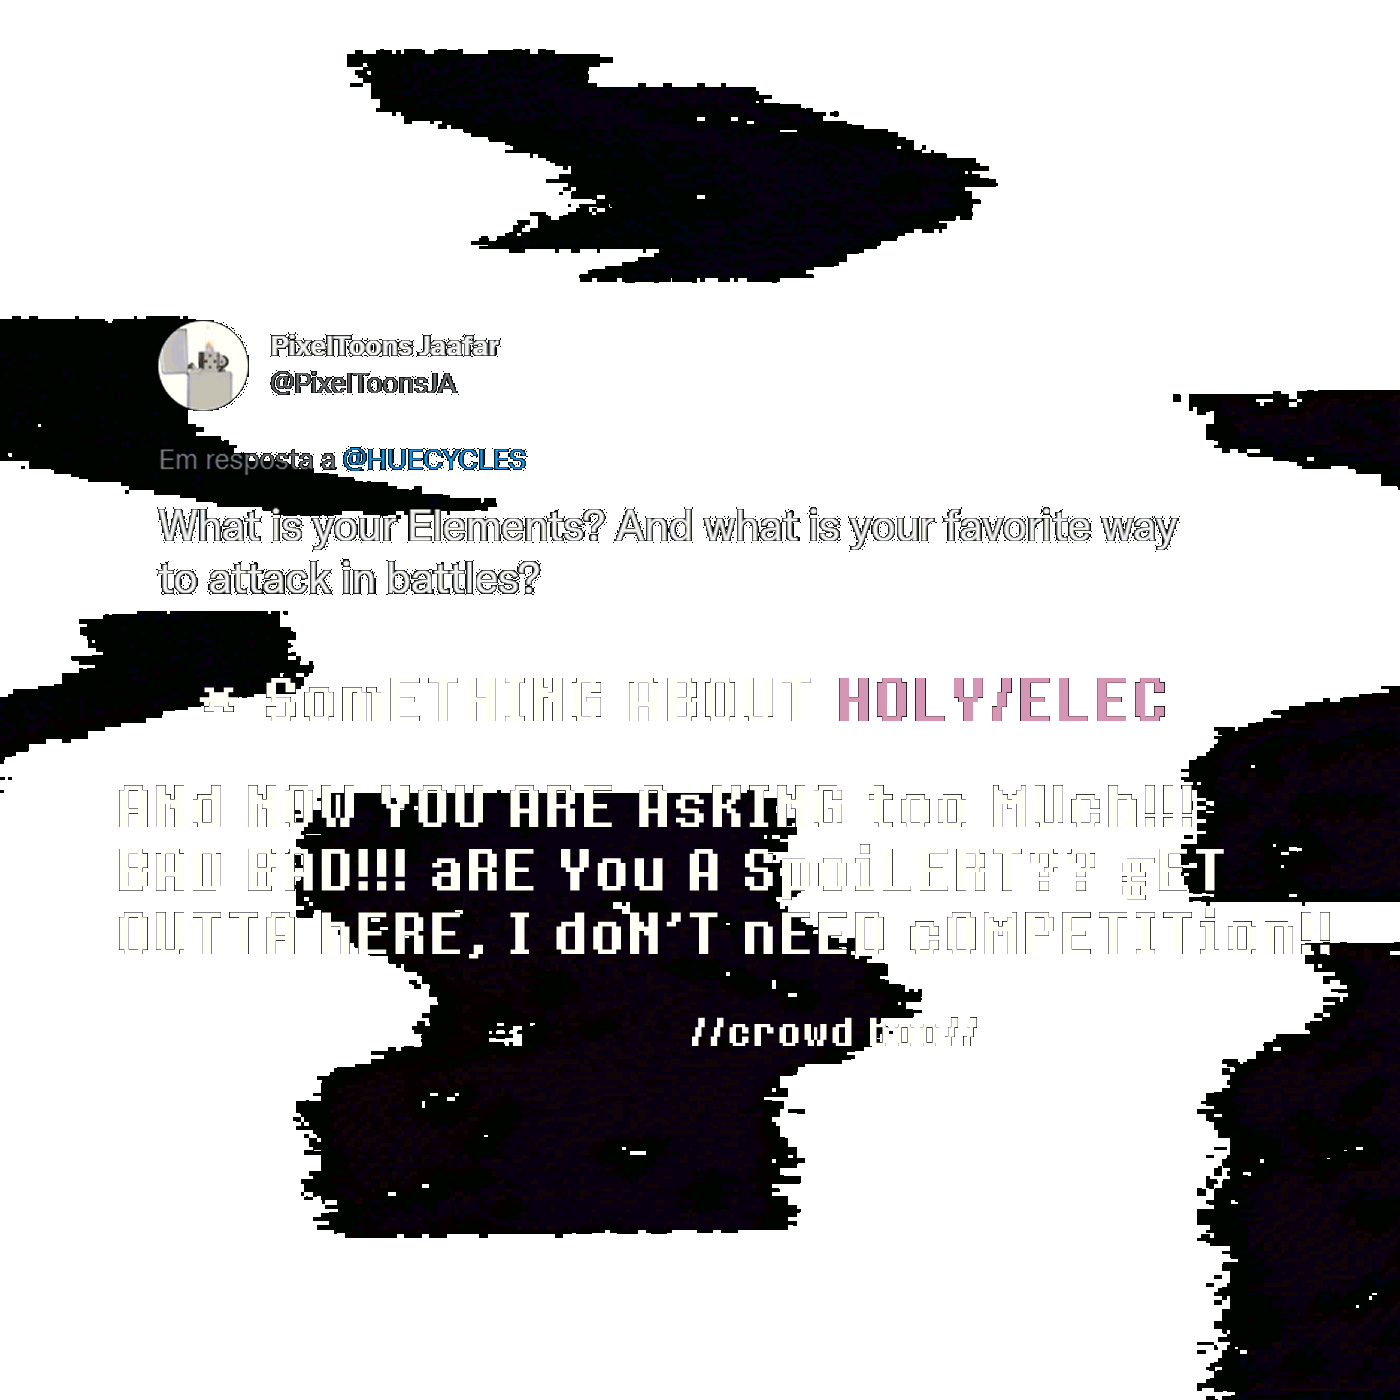 PixelToons Jaafar
@PixelToonsJA
Em resposta a @HUECYCLES
What is your Elements? And what is your favorite way
to attack in battles?
* SomETHING ABOUT HOLY/ELEC
ANd NOW YOU ARE AsKING too MUch!!!
BAD BAD!!! aRE You A SpoiLERT?? gET
OUTTA hERE, I doN'T nEED cOMPETITion!!
//crowd boo//